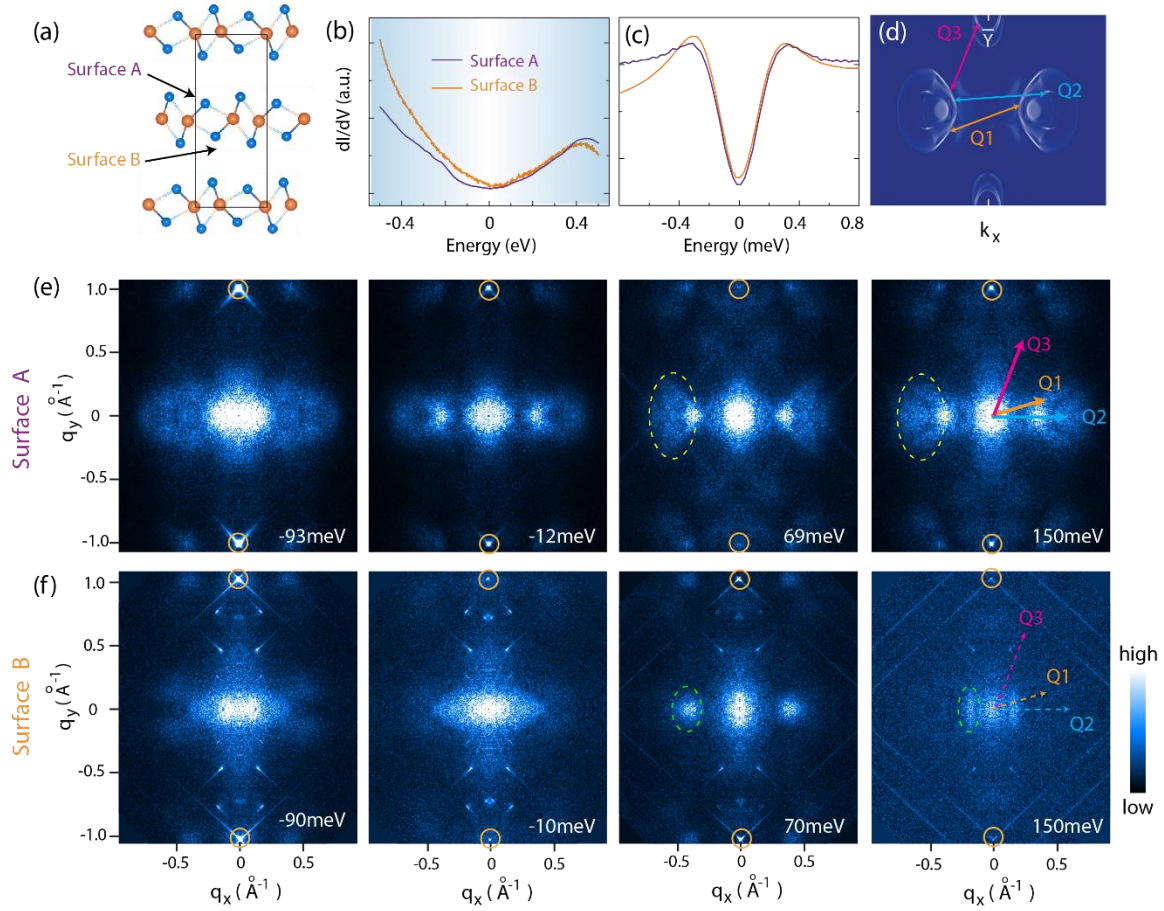 (a)
Surface A
Surface B
(b)
dI/dV (a.u.)
Surface A
Surface B
-0.4
0
0.4
Energy (eV)
(c)
-0.4
0
0.4
0.8
Energy (meV)
(d)
Q3
Y
Q2
Q1
k_x
(e)
Surface A
q_y (Å⁻¹)
1.0
0.5
0
-0.5
-1.0
-93meV
-12meV
69meV
Q3
Q1
Q2
150meV
(f)
Surface B
q_y (Å⁻¹)
1.0
0.5
0
-0.5
-1.0
-90meV
-10meV
70meV
Q3
Q1
Q2
150meV
high
low
-0.5
0
0.5
q_x (Å⁻¹)
-0.5
0
0.5
q_x (Å⁻¹)
-0.5
0
0.5
q_x (Å⁻¹)
-0.5
0
0.5
q_x (Å⁻¹)